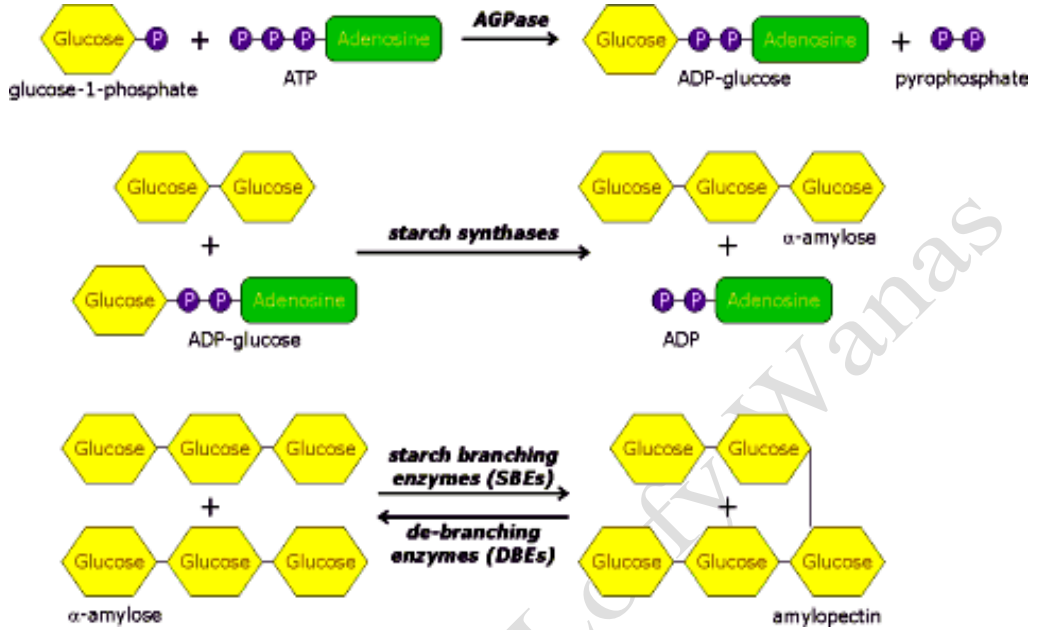 Glucose P + P P P Adenosine AGPase Glucose P P Adenosine + P P
glucose-1-phosphate ATP ADP-glucose pyrophosphate
Glucose Glucose Glucose Glucose Glucose
+ starch synthases + α-amylose
Glucose P P Adenosine P P Adenosine
ADP-glucose ADP
Glucose Glucose Glucose starch branching Glucose Glucose
enzymes (SBEs)
+ +
de-branching
Glucose Glucose Glucose enzymes (DBEs) Glucose Glucose Glucose
α-amylose amylopectin
Lotfy Wanas